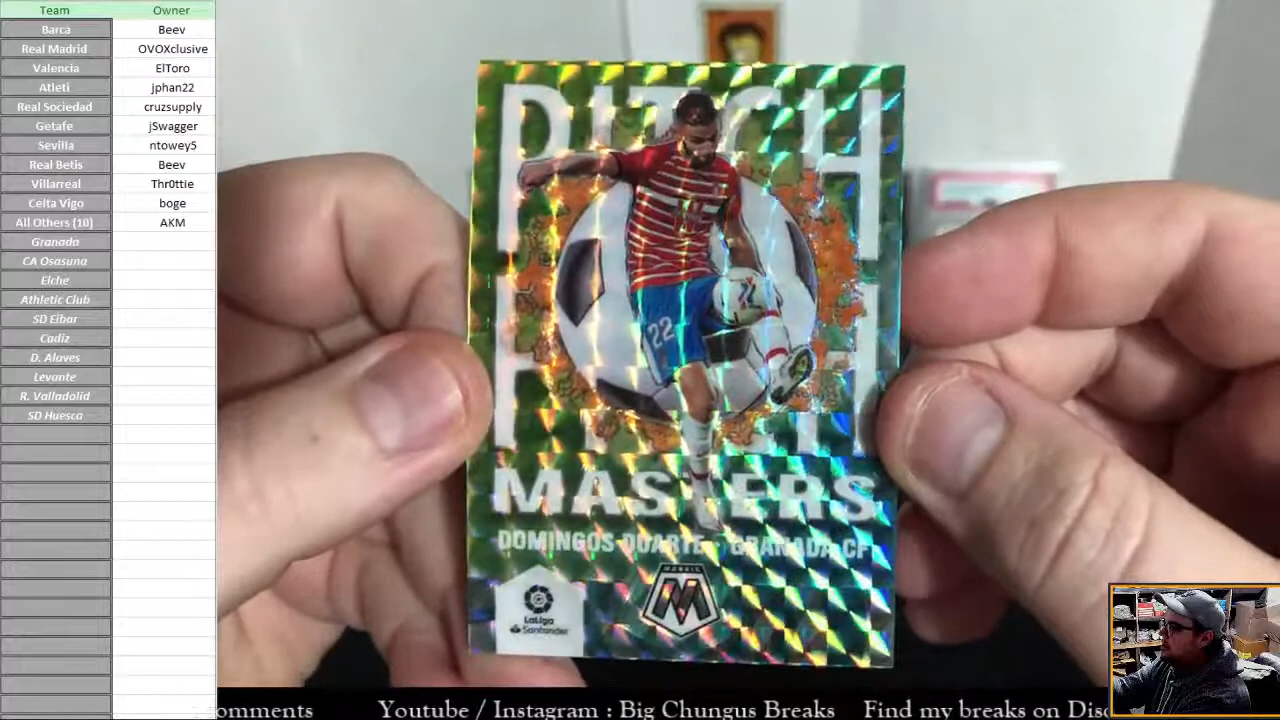 Team Owner
Barca Beev
Real Madrid OVOXclusive
Valencia ElToro
Atleti jphan22
Real Sociedad cruzsupply
Getafe jSwagger
Sevilla ntowey5
Real Betis Beev
Villarreal Thr0ttie
Celta Vigo boge
All Others (10) AKM
Granada
CA Osasuna
Elche
Athletic Club
SD Eibar
Cadiz
D. Alaves
Levante
R. Valladolid
SD Huesca
PITCH
22
MASTERS
DOMINGOS DUARTE GRANADA CF
MOSAIC
M
LaLiga
Santander
comments Youtube / Instagram : Big Chungus Breaks Find my breaks on Disc